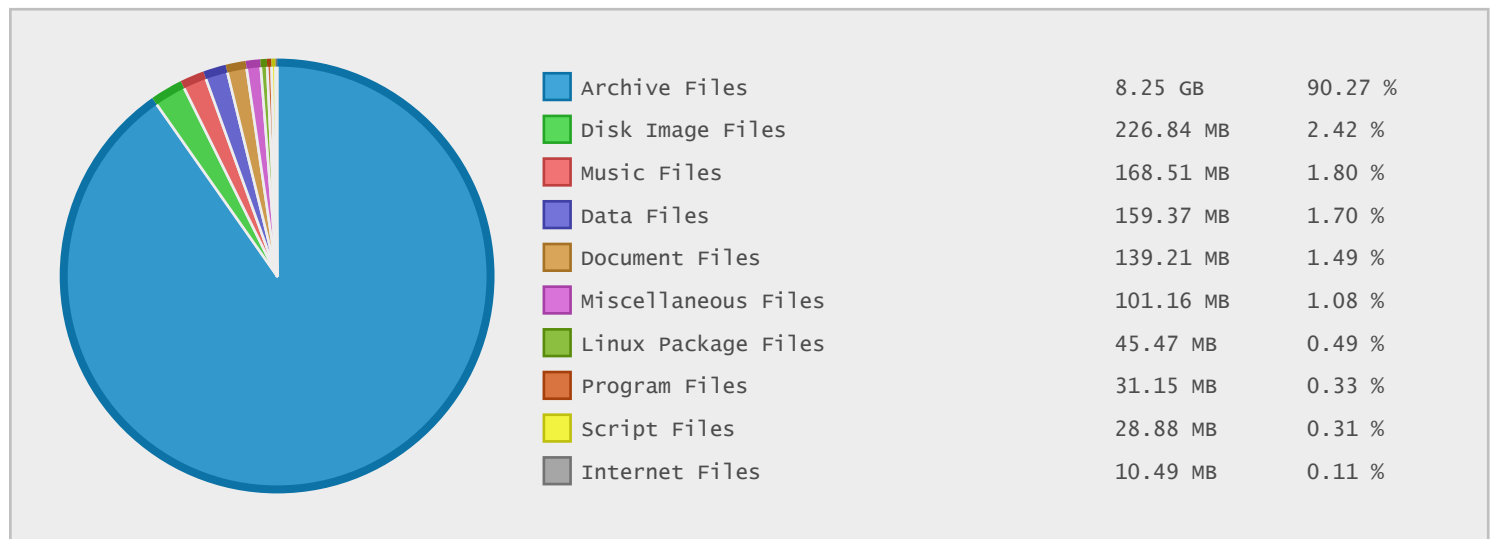 Archive Files 8.25 GB 90.27 %
Disk Image Files 226.84 MB 2.42 %
Music Files 168.51 MB 1.80 %
Data Files 159.37 MB 1.70 %
Document Files 139.21 MB 1.49 %
Miscellaneous Files 101.16 MB 1.08 %
Linux Package Files 45.47 MB 0.49 %
Program Files 31.15 MB 0.33 %
Script Files 28.88 MB 0.31 %
Internet Files 10.49 MB 0.11 %